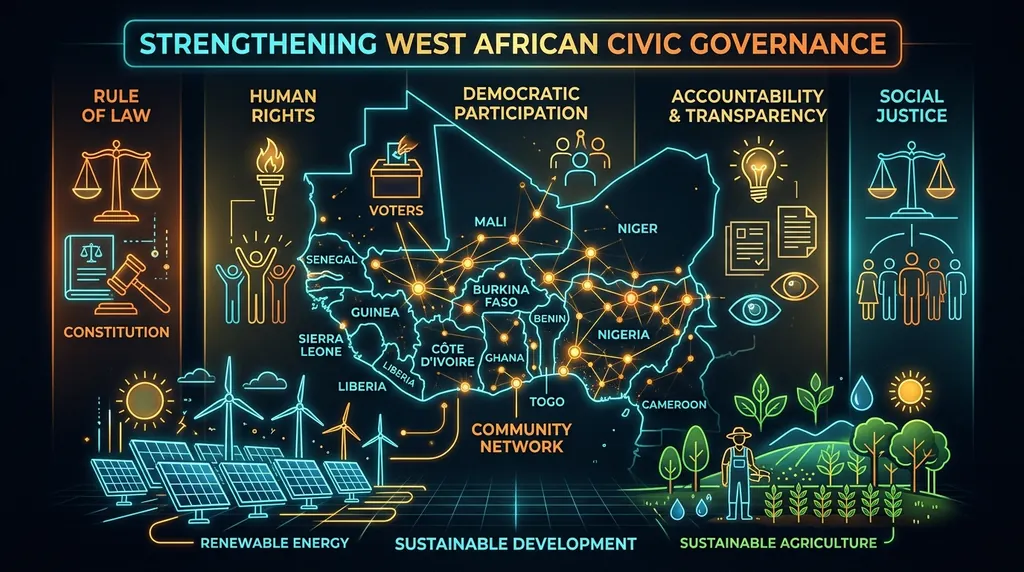 STRENGTHENING WEST AFRICAN CIVIC GOVERNANCE
RULE
OF LAW
HUMAN
RIGHTS
DEMOCRATIC
PARTICIPATION
ACCOUNTABILITY
& TRANSPARENCY
SOCIAL
JUSTICE
CONSTITUTION
VOTERS
MALI
NIGER
SENEGAL
BURKINA
FASO
GUINEA
BENIN
NIGERIA
SIERRA
LEONE
CÔTE
D'IVOIRE
GHANA
LIBERIA
LIBERIA
TOGO
CAMEROON
COMMUNITY
NETWORK
RENEWABLE ENERGY
SUSTAINABLE DEVELOPMENT
SUSTAINABLE AGRICULTURE